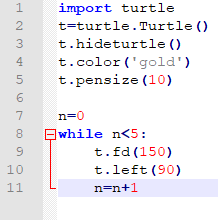 1 import turtle
2 t=turtle.Turtle()
3 t.hideturtle()
4 t.color('gold')
5 t.pensize(10)
6
7 n=0
8 while n<5:
9     t.fd(150)
10     t.left(90)
11     n=n+1